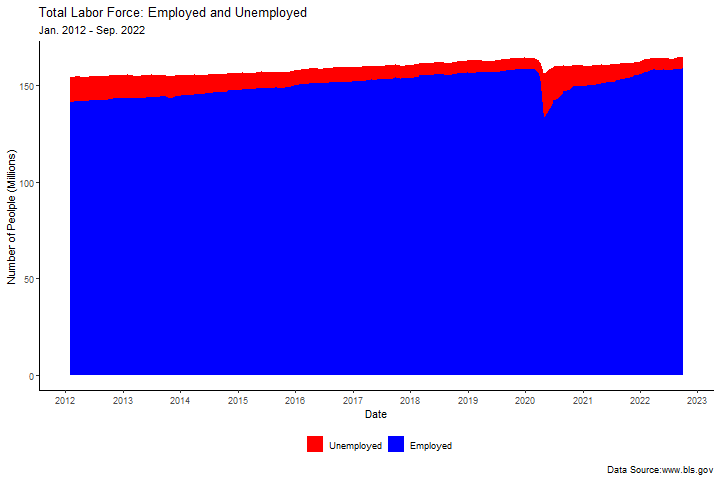 Total Labor Force: Employed and Unemployed
Jan. 2012 - Sep. 2022
Number of Peolple (Millions)
150
100
50
0
2012 2013 2014 2015 2016 2017 2018 2019 2020 2021 2022 2023
Date
Unemployed Employed
Data Source:www.bls.gov